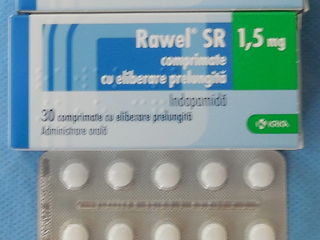 Rawel® SR 1,5 mg
comprimate
cu eliberare prelungită
Indapamidă
30 comprimate cu eliberare prelungită
Administrare orală
KRKA